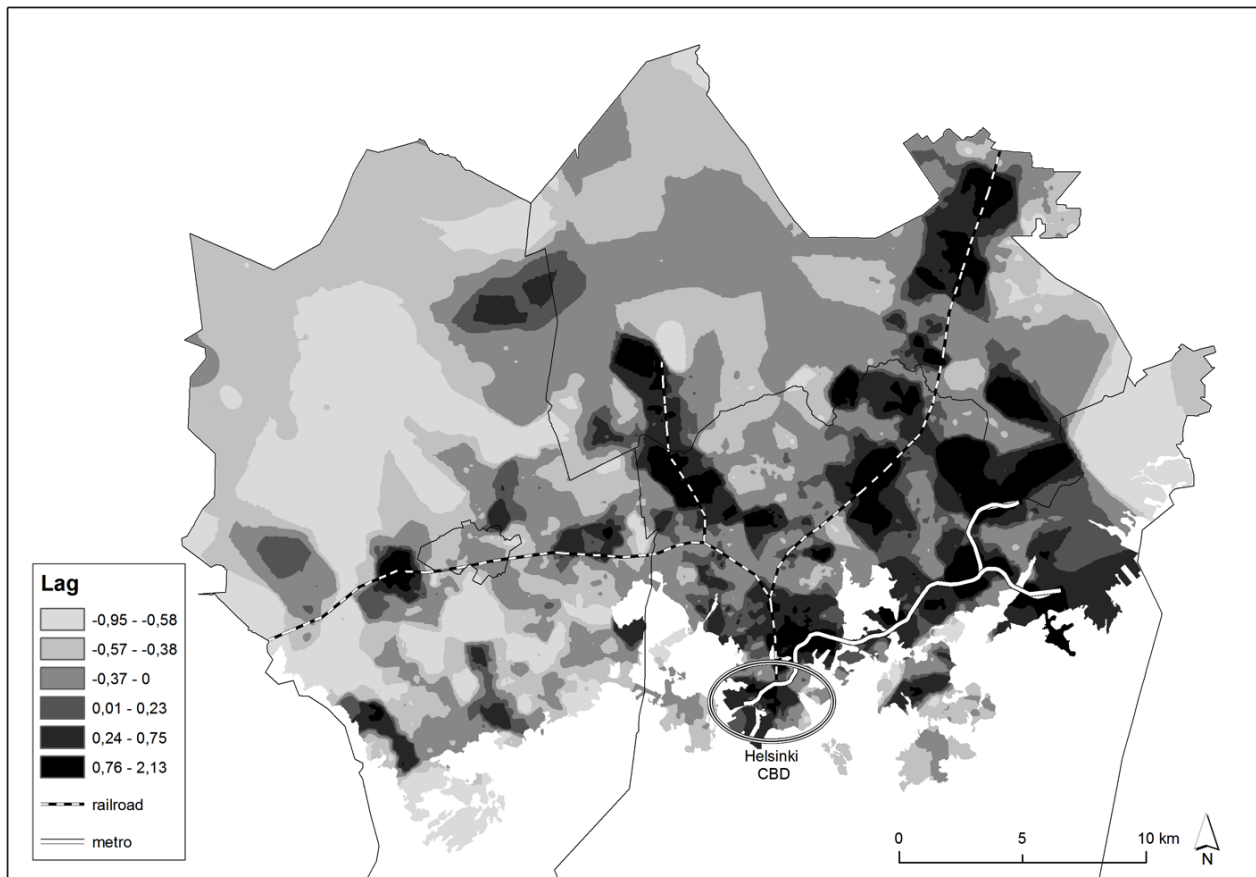 Helsinki
CBD
Lag
-0,95 - -0,58
-0,57 - -0,38
-0,37 - 0
0,01 - 0,23
0,24 - 0,75
0,76 - 2,13
railroad
metro
0 5 10 km
N